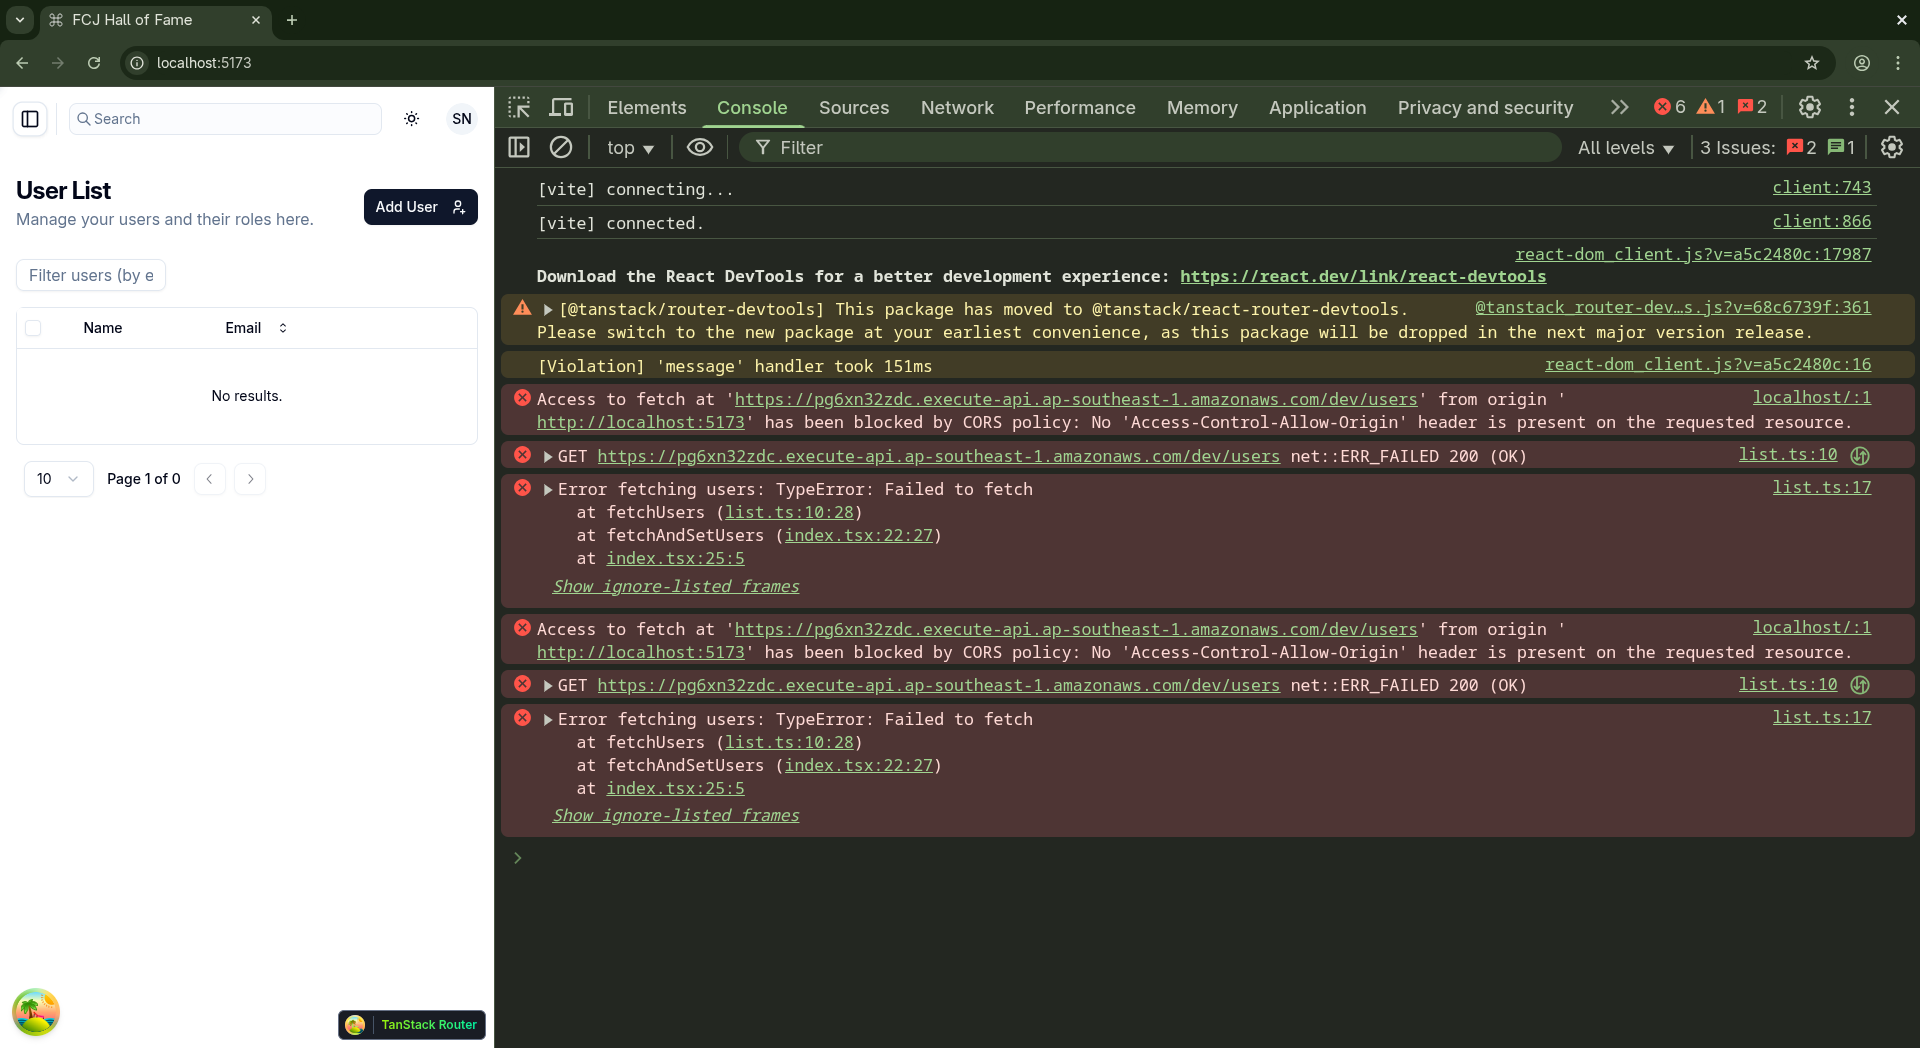 FCJ Hall of Fame
localhost:5173
Search
SN
User List
Manage your users and their roles here.
Add User
Filter users (by e
Name Email
No results.
10 Page 1 of 0
TanStack Router
Elements Console Sources Network Performance Memory Application Privacy and security 6 1 2
top Filter All levels 3 Issues: 2 1
[vite] connecting... client:743
[vite] connected. client:866
react-dom_client.js?v=a5c2480c:17987
Download the React DevTools for a better development experience: https://react.dev/link/react-devtools
[@tanstack/router-devtools] This package has moved to @tanstack/react-router-devtools. @tanstack_router-dev…s.js?v=68c6739f:361
Please switch to the new package at your earliest convenience, as this package will be dropped in the next major version release.
[Violation] 'message' handler took 151ms react-dom_client.js?v=a5c2480c:16
Access to fetch at 'https://pg6xn32zdc.execute-api.ap-southeast-1.amazonaws.com/dev/users' from origin ' localhost/:1
http://localhost:5173' has been blocked by CORS policy: No 'Access-Control-Allow-Origin' header is present on the requested resource.
GET https://pg6xn32zdc.execute-api.ap-southeast-1.amazonaws.com/dev/users net::ERR_FAILED 200 (OK) list.ts:10
Error fetching users: TypeError: Failed to fetch list.ts:17
at fetchUsers (list.ts:10:28)
at fetchAndSetUsers (index.tsx:22:27)
at index.tsx:25:5
Show ignore-listed frames
Access to fetch at 'https://pg6xn32zdc.execute-api.ap-southeast-1.amazonaws.com/dev/users' from origin ' localhost/:1
http://localhost:5173' has been blocked by CORS policy: No 'Access-Control-Allow-Origin' header is present on the requested resource.
GET https://pg6xn32zdc.execute-api.ap-southeast-1.amazonaws.com/dev/users net::ERR_FAILED 200 (OK) list.ts:10
Error fetching users: TypeError: Failed to fetch list.ts:17
at fetchUsers (list.ts:10:28)
at fetchAndSetUsers (index.tsx:22:27)
at index.tsx:25:5
Show ignore-listed frames